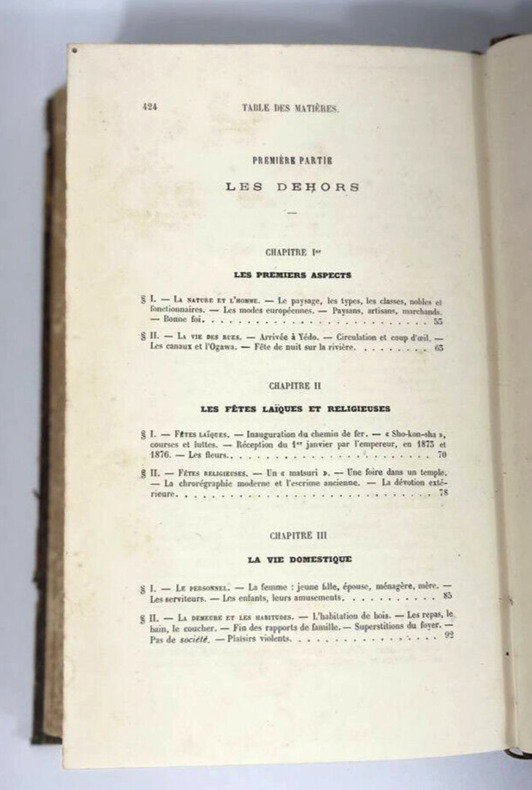 424
TABLE DES MATIÈRES.
PREMIÈRE PARTIE
LES DEHORS
CHAPITRE Ier
LES PREMIERS ASPECTS
§ I. — LA NATURE ET L'HOMME. — Le paysage, les types, les classes, nobles et
fonctionnaires. — Les modes européennes. — Paysans, artisans, marchands.
— Bonne foi. . . . . . . . . . . . . . . . . . . . . . . . . . . . 55
§ II. — LA VIE DES RUES. — Arrivée à Yédo. — Circulation et coup d'œil. —
Les canaux et l'Ogawa. — Fête de nuit sur la rivière. . . . . . . . . . 63
CHAPITRE II
LES FÊTES LAÏQUES ET RELIGIEUSES
§ I. — FÊTES LAÏQUES. — Inauguration du chemin de fer. — « Sho-kon-sha »,
courses et luttes. — Réception du 1er janvier par l'empereur, en 1873 et
1876. — Les fleurs. . . . . . . . . . . . . . . . . . . . . . . . . 70
§ II. — FÊTES RELIGIEUSES. — Un « matsuri ». — Une foire dans un temple.
— La chrorégraphie moderne et l'escrime ancienne. — La dévotion exté-
rieure. . . . . . . . . . . . . . . . . . . . . . . . . . . . . . . 78
CHAPITRE III
LA VIE DOMESTIQUE
§ I. — LE PERSONNEL. — La femme : jeune fille, épouse, ménagère, mère. —
Les serviteurs. — Les enfants, leurs amusements. . . . . . . . . . . 85
§ II. — LA DEMEURE ET LES HABITUDES. — L'habitation de bois. — Les repas, le
bain, le coucher. — Fin des rapports de famille. — Superstitions du foyer. —
Pas de société. — Plaisirs violents. . . . . . . . . . . . . . . . . . 92